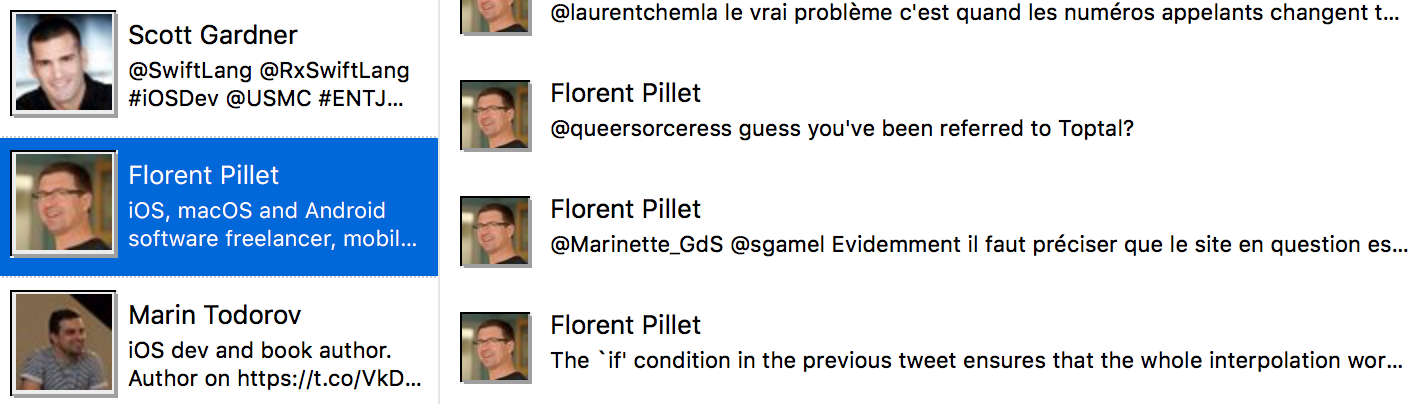 Scott Gardner
@SwiftLang @RxSwiftLang
#iOSDev @USMC #ENTJ...
Florent Pillet
iOS, macOS and Android
software freelancer, mobil...
Marin Todorov
iOS dev and book author.
Author on https://t.co/VkD...
@laurentchemla le vrai problème c'est quand les numéros appelants changent t...
Florent Pillet
@queersorceress guess you've been referred to Toptal?
Florent Pillet
@Marinette_GdS @sgamel Evidemment il faut préciser que le site en question es...
Florent Pillet
The `if' condition in the previous tweet ensures that the whole interpolation wor...